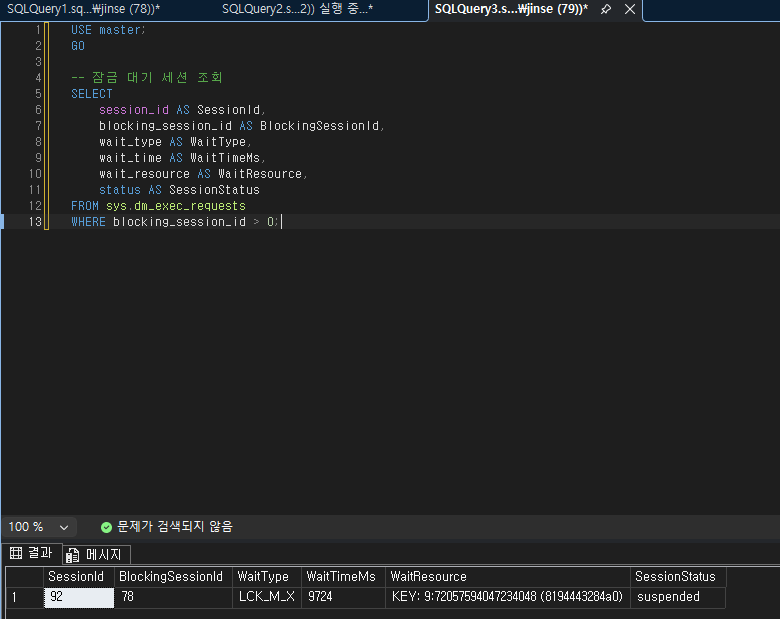 SQLQuery1.sq...₩jinse (78))* SQLQuery2.s...2)) 실행 중...* SQLQuery3.s...₩jinse (79))*
1 USE master;
2 GO
3
4 -- 잠금 대기 세션 조회
5 SELECT
6 session_id AS SessionId,
7 blocking_session_id AS BlockingSessionId,
8 wait_type AS WaitType,
9 wait_time AS WaitTimeMs,
10 wait_resource AS WaitResource,
11 status AS SessionStatus
12 FROM sys.dm_exec_requests
13 WHERE blocking_session_id > 0;
100 % 문제가 검색되지 않음
결과 메시지
SessionId BlockingSessionId WaitType WaitTimeMs WaitResource SessionStatus
1 92 78 LCK_M_X 9724 KEY: 9:72057594047234048 (8194443284a0) suspended